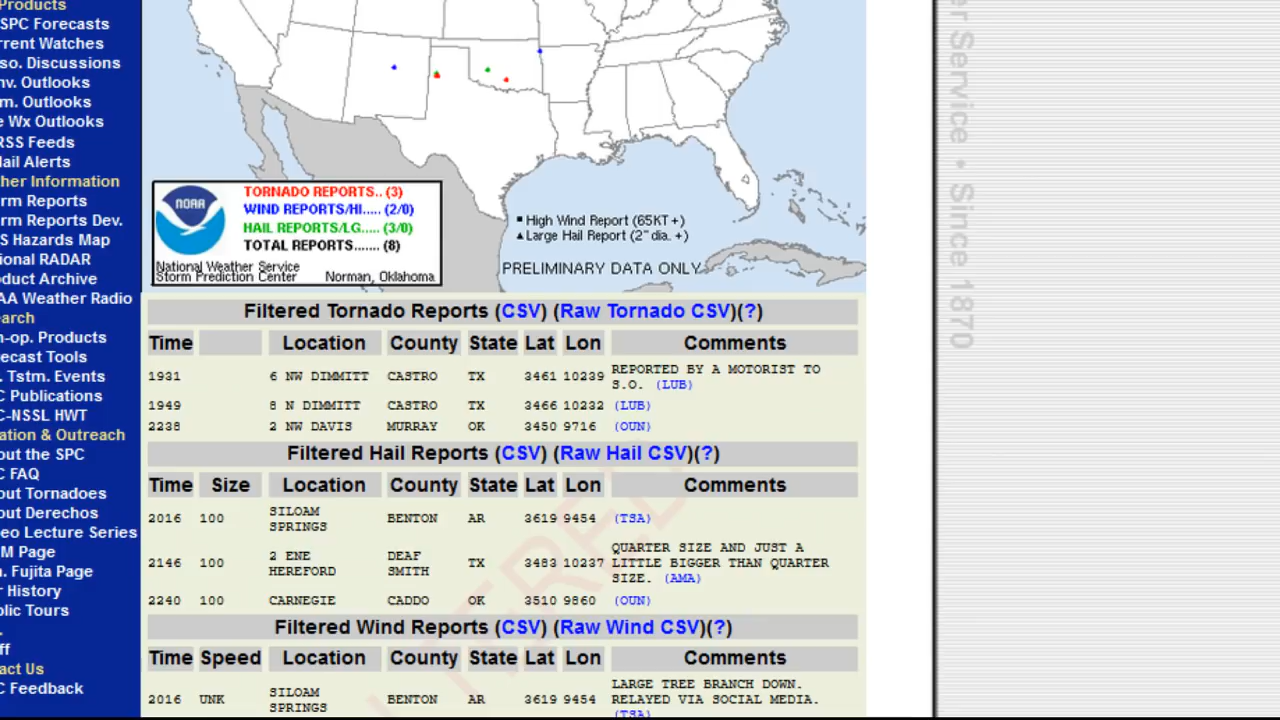 Products
SPC Forecasts
rrent Watches
so. Discussions
nv. Outlooks
m. Outlooks
e Wx Outlooks
RSS Feeds
ail Alerts
her Information
rm Reports
rm Reports Dev.
S Hazards Map
ional RADAR
oduct Archive
AA Weather Radio
earch
n-op. Products
recast Tools
. Tstm. Events
C Publications
C-NSSL HWT
ation & Outreach
out the SPC
C FAQ
out Tornadoes
out Derechos
eo Lecture Series
M Page
. Fujita Page
r History
blic Tours
ff
act Us
C Feedback
NOAA
TORNADO REPORTS.. (3)
WIND REPORTS/HI..... (2/0)
HAIL REPORTS/LG..... (3/0)
TOTAL REPORTS....... (8)
National Weather Service
Storm Prediction Center Norman, Oklahoma
High Wind Report (65KT +)
Large Hail Report (2" dia. +)
PRELIMINARY DATA ONLY
Filtered Tornado Reports (CSV) (Raw Tornado CSV)(?)
Time Location County State Lat Lon Comments
1931 6 NW DIMMITT CASTRO TX 3461 10239 REPORTED BY A MOTORIST TO
S.O. (LUB)
1949 8 N DIMMITT CASTRO TX 3466 10232 (LUB)
2238 2 NW DAVIS MURRAY OK 3450 9716 (OUN)
Filtered Hail Reports (CSV) (Raw Hail CSV)(?)
Time Size Location County State Lat Lon Comments
2016 100 SILOAM SPRINGS BENTON AR 3619 9454 (TSA)
2146 100 2 ENE HEREFORD DEAF SMITH TX 3483 10237 QUARTER SIZE AND JUST A
LITTLE BIGGER THAN QUARTER
SIZE. (AMA)
2240 100 CARNEGIE CADDO OK 3510 9860 (OUN)
Filtered Wind Reports (CSV) (Raw Wind CSV)(?)
Time Speed Location County State Lat Lon Comments
2016 UNK SILOAM SPRINGS BENTON AR 3619 9454 LARGE TREE BRANCH DOWN.
RELAYED VIA SOCIAL MEDIA.
(TSA)
er Service • Since 1870